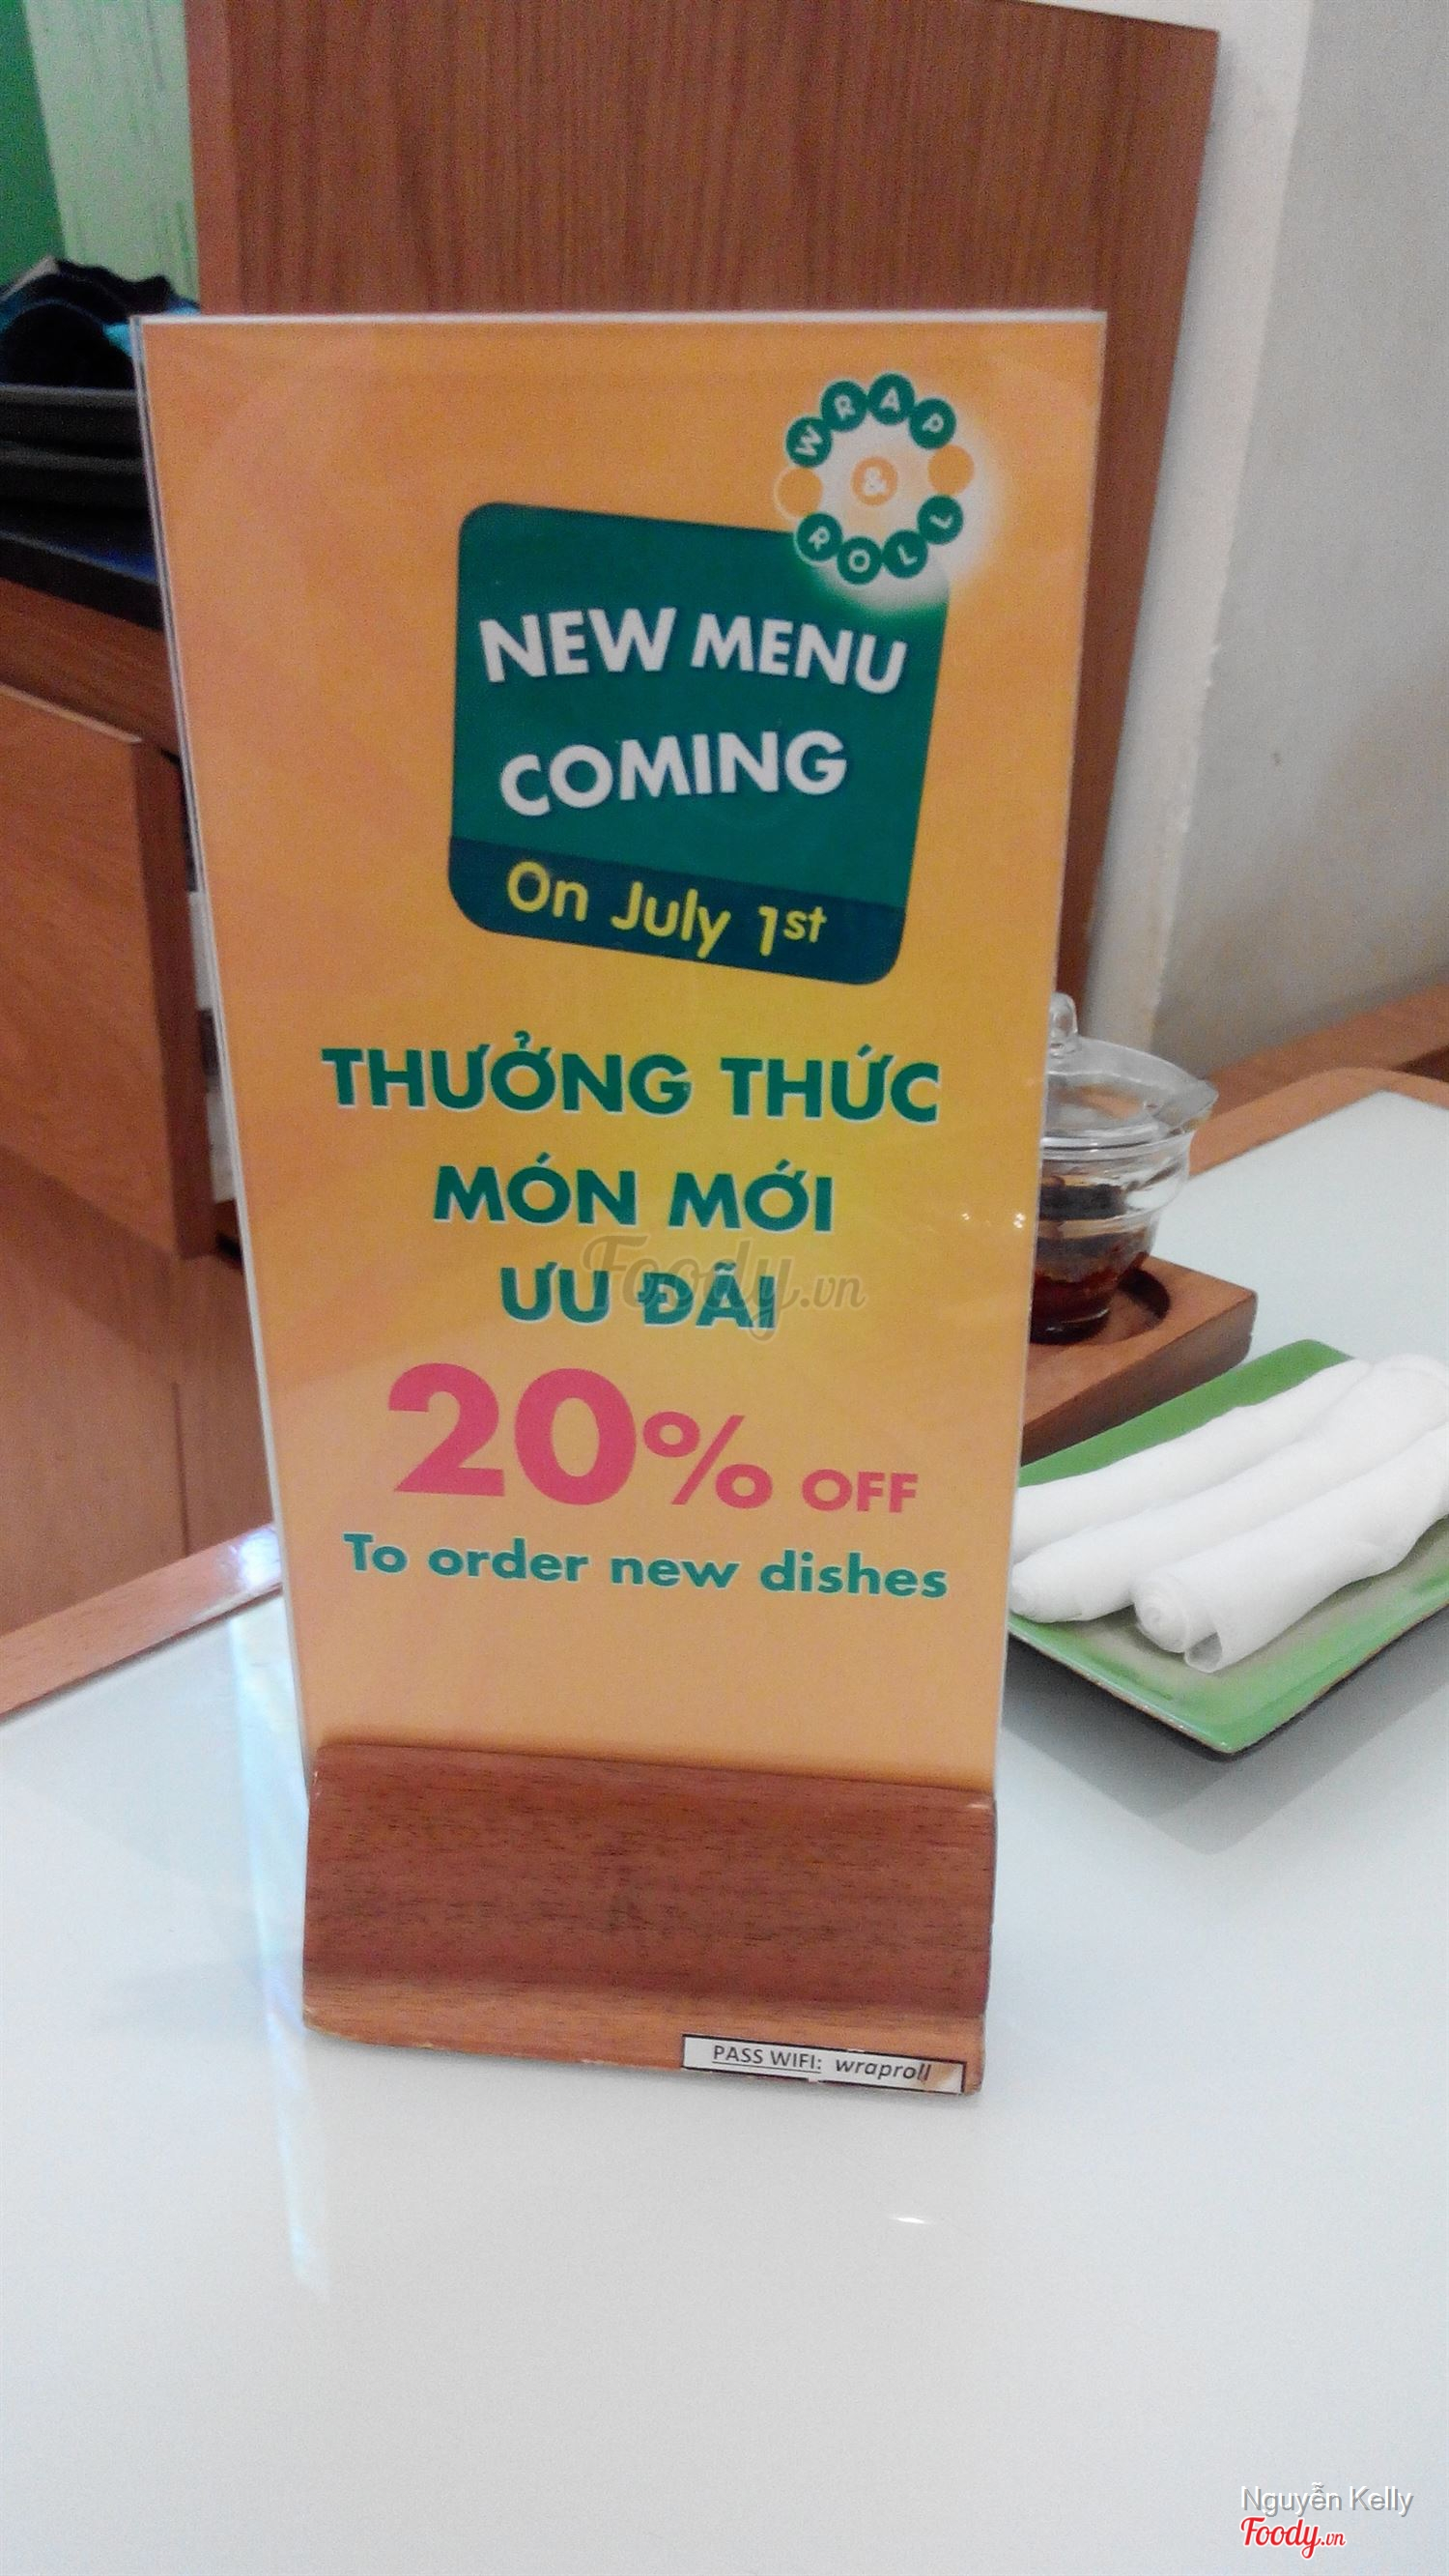 WRAP
&
ROLL
NEW MENU
COMING
On July 1st
THƯỞNG THỨC
MÓN MỚI
ƯU ĐÃI
Foody.vn
20% OFF
To order new dishes
PASS WIFI: wraproll
Nguyễn Kelly
Foody.vn